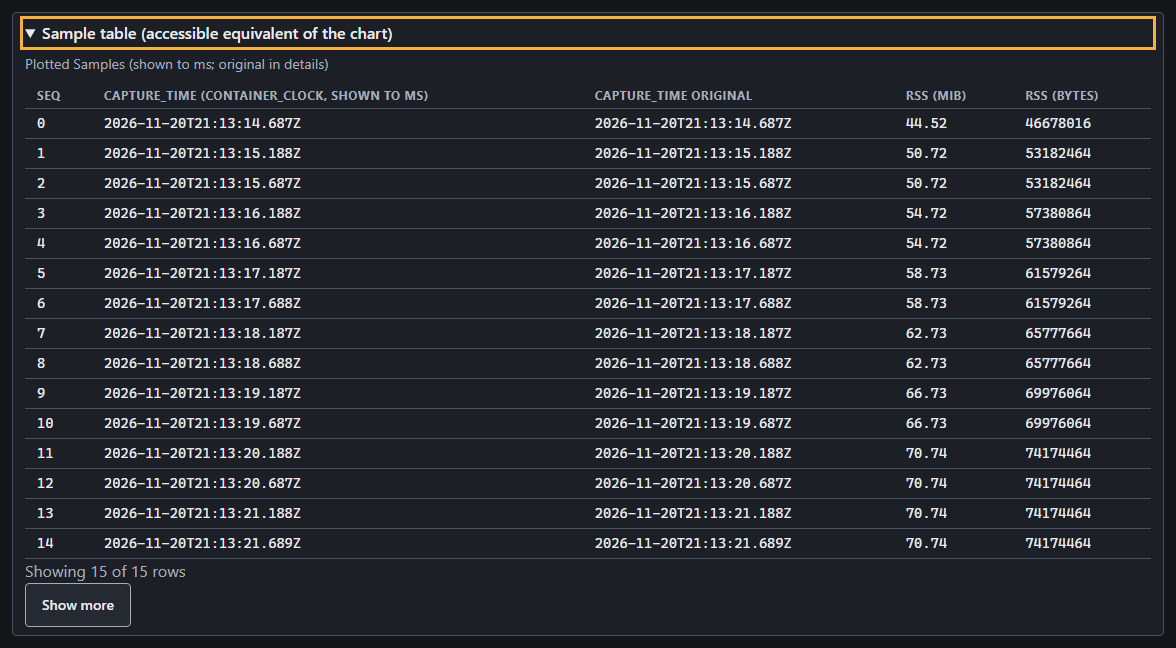 ▼ Sample table (accessible equivalent of the chart)
Plotted Samples (shown to ms; original in details)
SEQ CAPTURE_TIME (CONTAINER_CLOCK, SHOWN TO MS) CAPTURE_TIME ORIGINAL RSS (MIB) RSS (BYTES)
0 2026-11-20T21:13:14.687Z 2026-11-20T21:13:14.687Z 44.52 46678016
1 2026-11-20T21:13:15.188Z 2026-11-20T21:13:15.188Z 50.72 53182464
2 2026-11-20T21:13:15.687Z 2026-11-20T21:13:15.687Z 50.72 53182464
3 2026-11-20T21:13:16.188Z 2026-11-20T21:13:16.188Z 54.72 57380864
4 2026-11-20T21:13:16.687Z 2026-11-20T21:13:16.687Z 54.72 57380864
5 2026-11-20T21:13:17.187Z 2026-11-20T21:13:17.187Z 58.73 61579264
6 2026-11-20T21:13:17.688Z 2026-11-20T21:13:17.688Z 58.73 61579264
7 2026-11-20T21:13:18.187Z 2026-11-20T21:13:18.187Z 62.73 65777664
8 2026-11-20T21:13:18.688Z 2026-11-20T21:13:18.688Z 62.73 65777664
9 2026-11-20T21:13:19.187Z 2026-11-20T21:13:19.187Z 66.73 69976064
10 2026-11-20T21:13:19.687Z 2026-11-20T21:13:19.687Z 66.73 69976064
11 2026-11-20T21:13:20.188Z 2026-11-20T21:13:20.188Z 70.74 74174464
12 2026-11-20T21:13:20.687Z 2026-11-20T21:13:20.687Z 70.74 74174464
13 2026-11-20T21:13:21.188Z 2026-11-20T21:13:21.188Z 70.74 74174464
14 2026-11-20T21:13:21.689Z 2026-11-20T21:13:21.689Z 70.74 74174464
Showing 15 of 15 rows
Show more